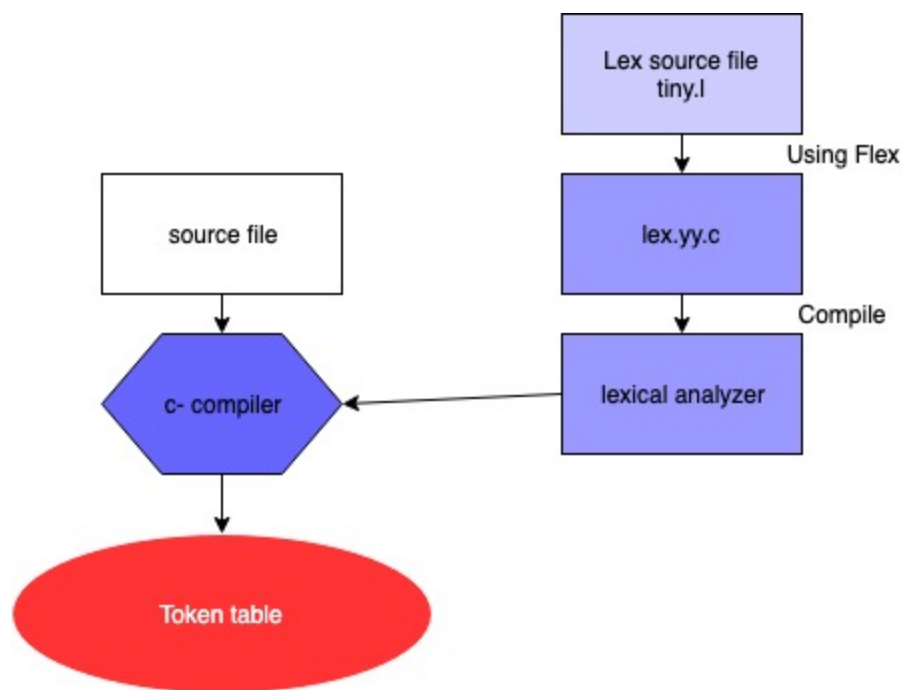 Lex source file
tiny.l
Using Flex
source file
lex.yy.c
Compile
c- compiler
lexical analyzer
Token table